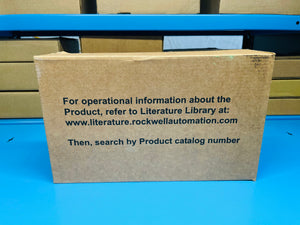 For operational information about the
Product, refer to Literature Library at:
www.literature.rockwellautomation.com
Then, search by Product catalog number